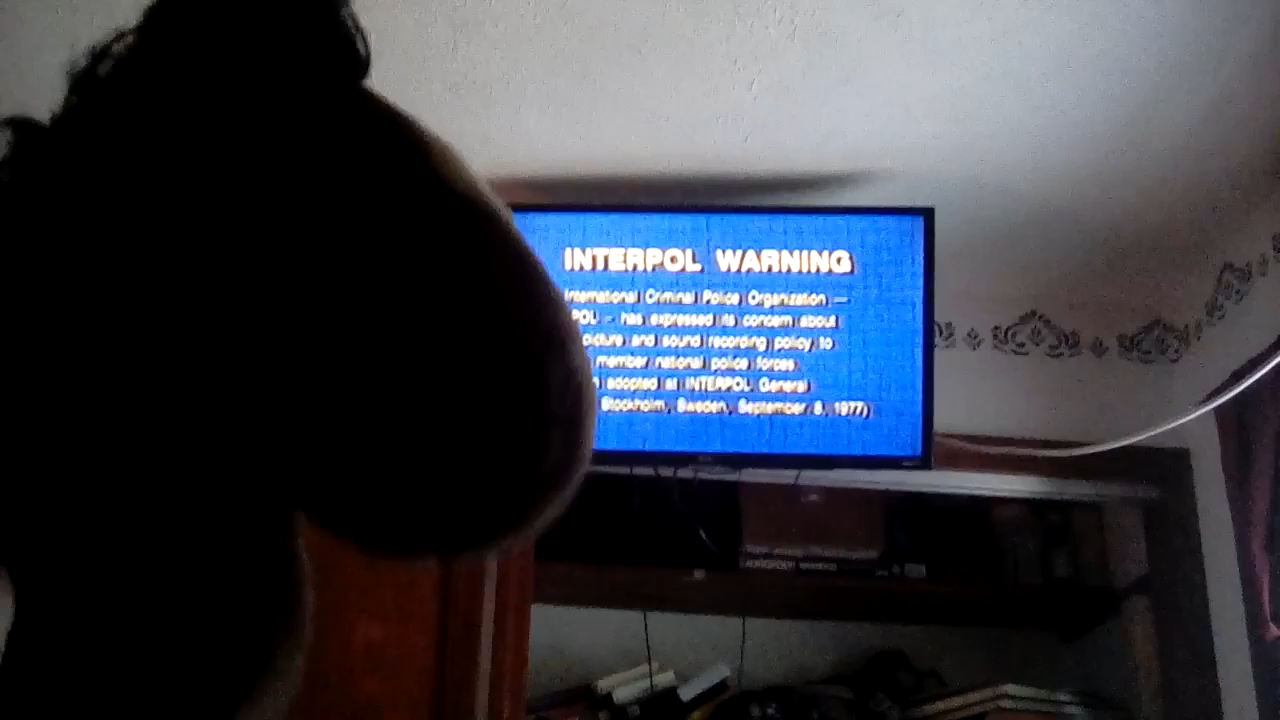 INTERPOL WARNING
International Criminal Police Organization —
POL - has expressed its concern about
picture and sound recording policy to
member national police forces.
adopted at INTERPOL General
Stockholm, Sweden, September 8, 1977)